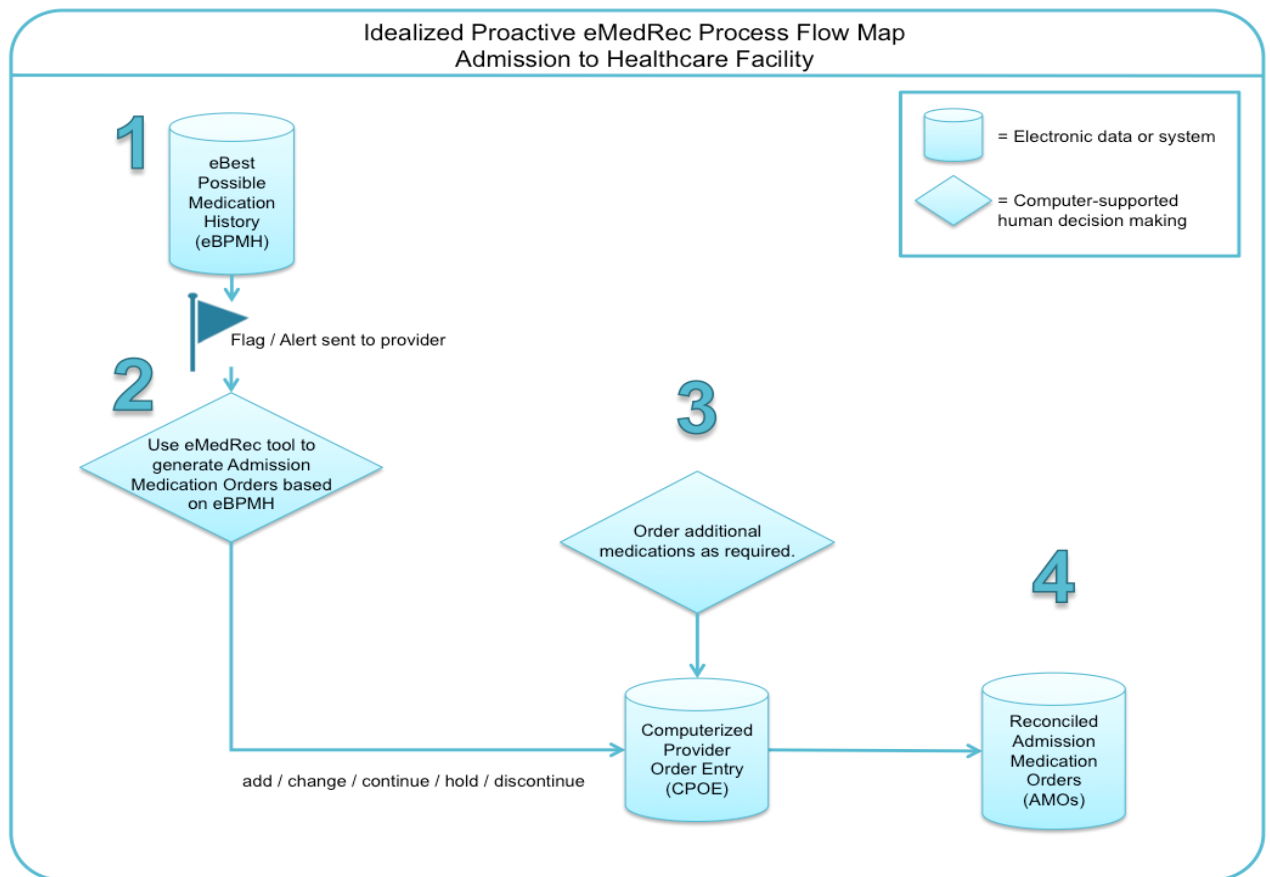 Idealized Proactive eMedRec Process Flow Map
Admission to Healthcare Facility
= Electronic data or system
= Computer-supported
human decision making
1
eBest
Possible
Medication
History
(eBPMH)
Flag / Alert sent to provider
2
Use eMedRec tool to
generate Admission
Medication Orders based
on eBPMH
3
Order additional
medications as required.
add / change / continue / hold / discontinue
Computerized
Provider
Order Entry
(CPOE)
4
Reconciled
Admission
Medication
Orders
(AMOs)